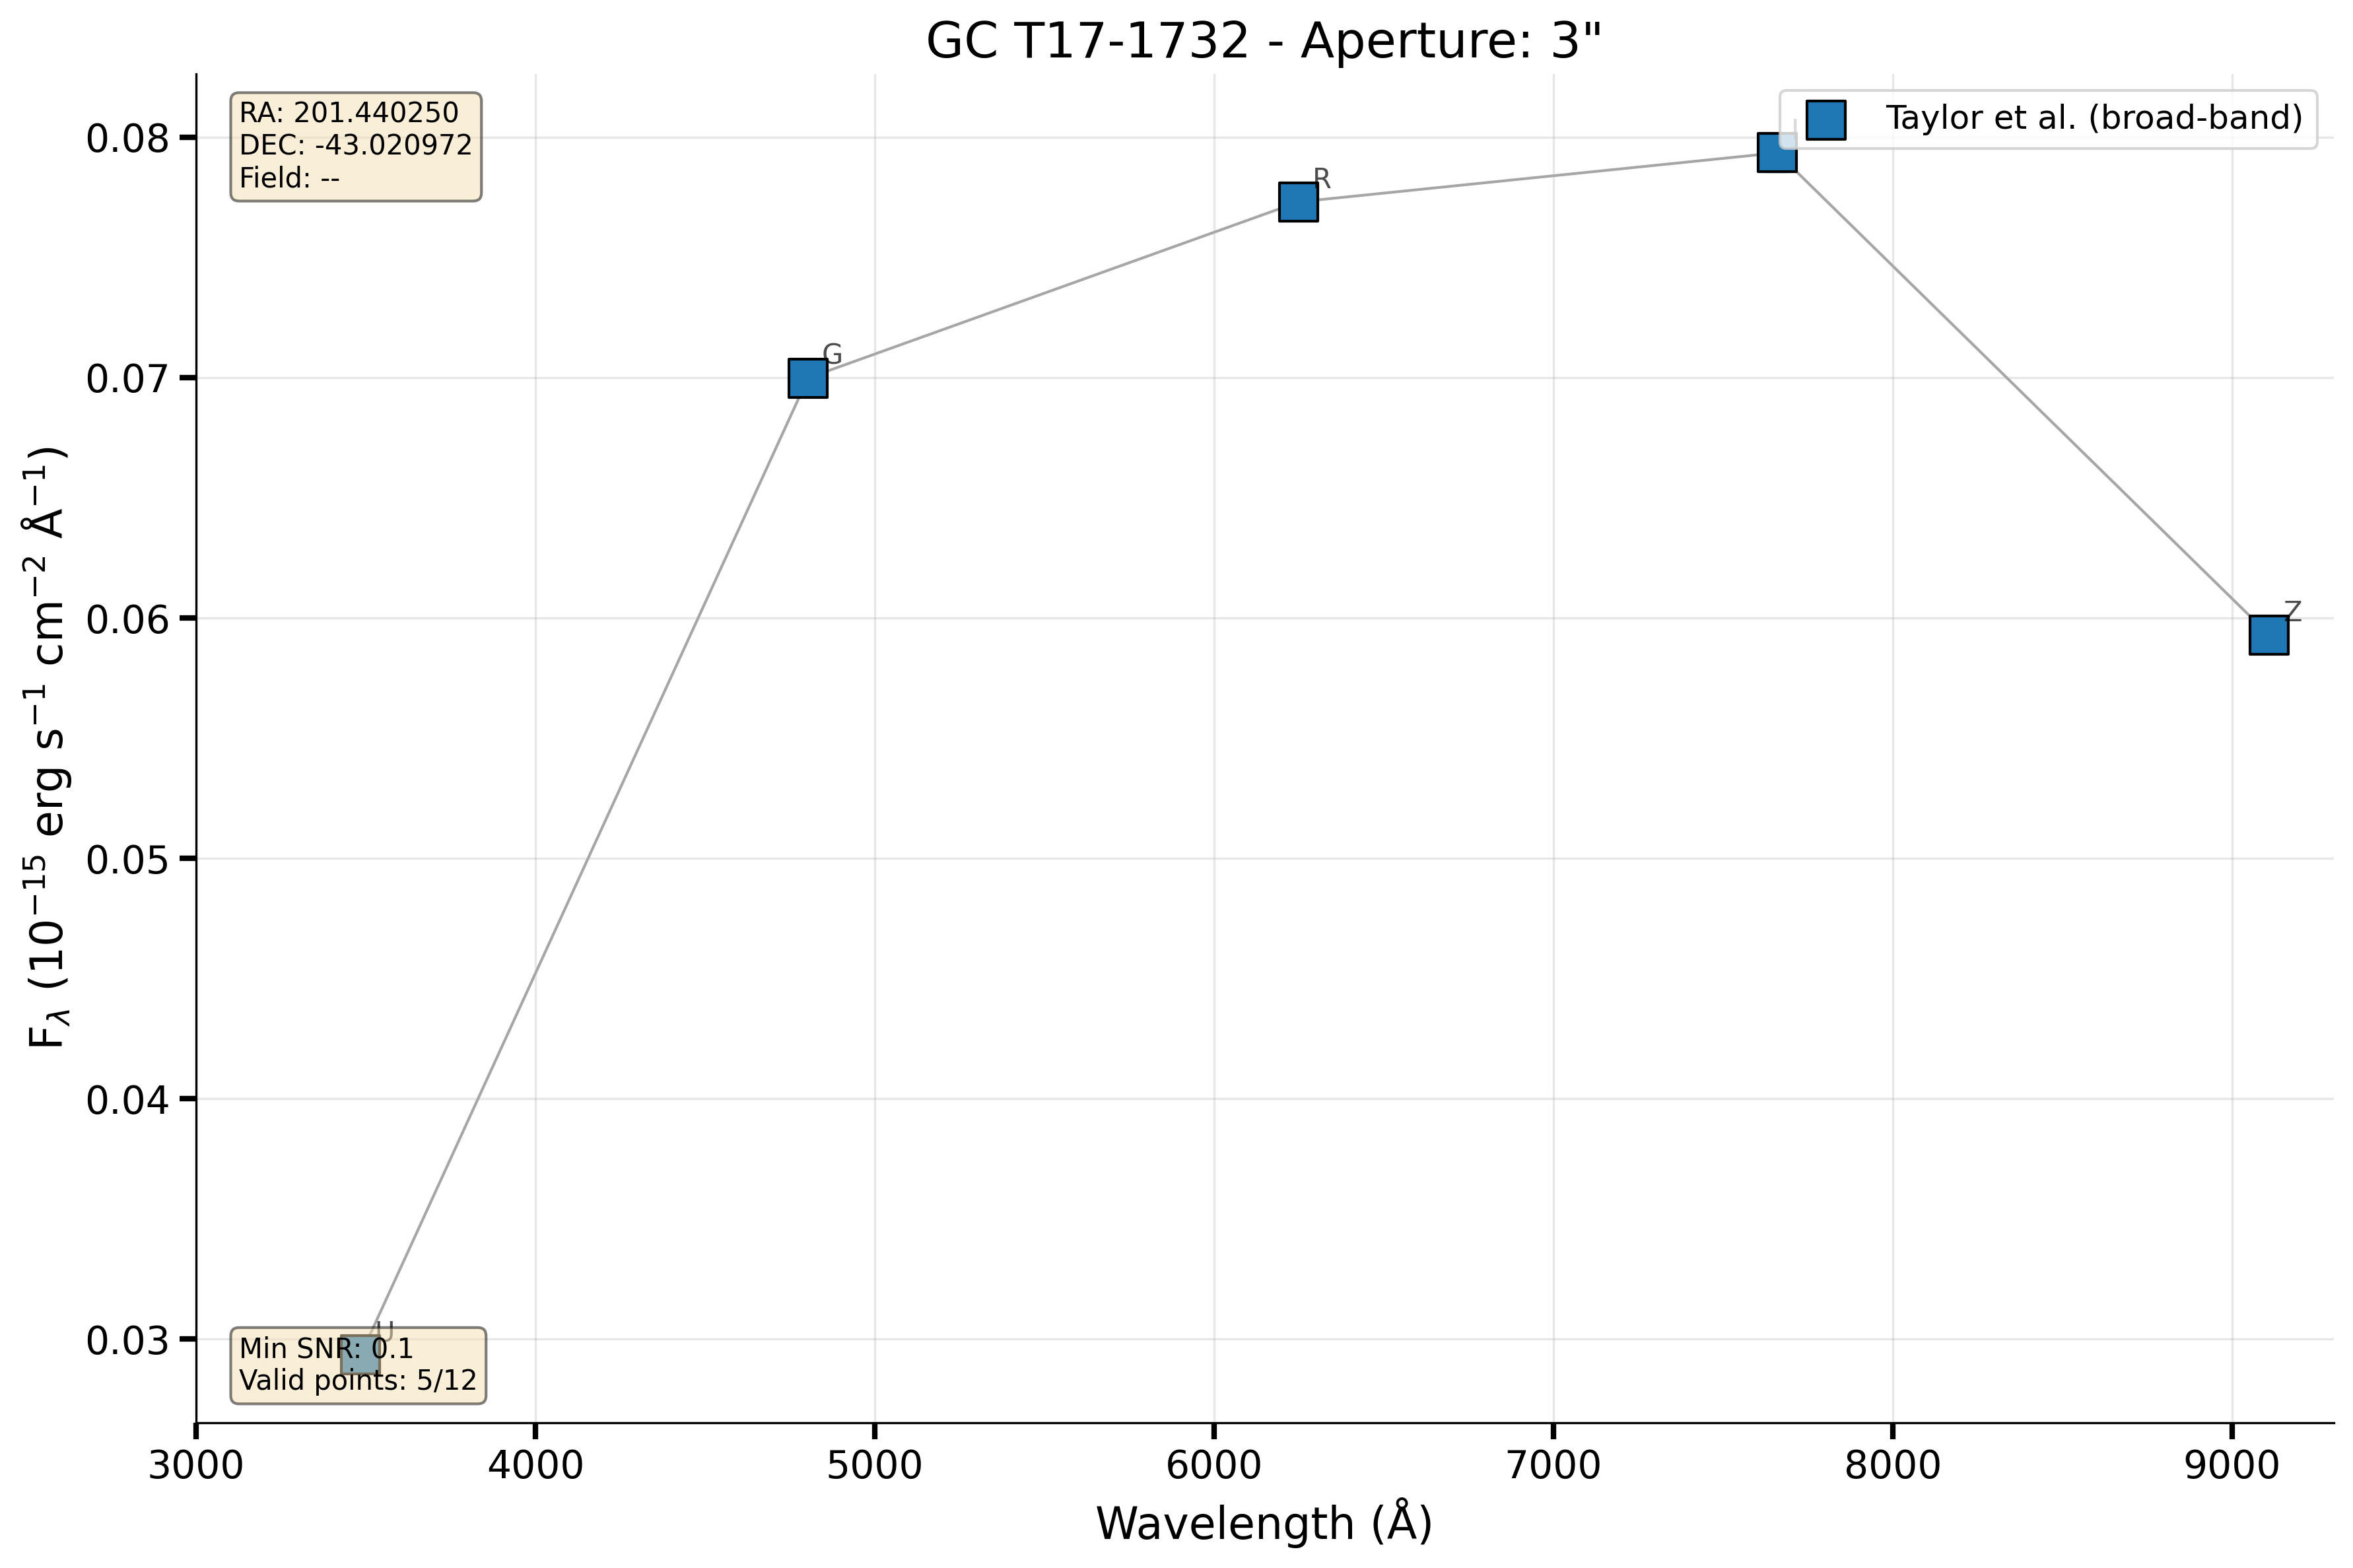 GC T17-1732 - Aperture: 3"
RA: 201.440250
DEC: -43.020972
Field: --
Taylor et al. (broad-band)
I
R
G
Z
U
Min SNR: 0.1
Valid points: 5/12
0.08
0.07
0.06
0.05
0.04
0.03
F_λ (10⁻¹⁵ erg s⁻¹ cm⁻² Å⁻¹)
3000 4000 5000 6000 7000 8000 9000
Wavelength (Å)